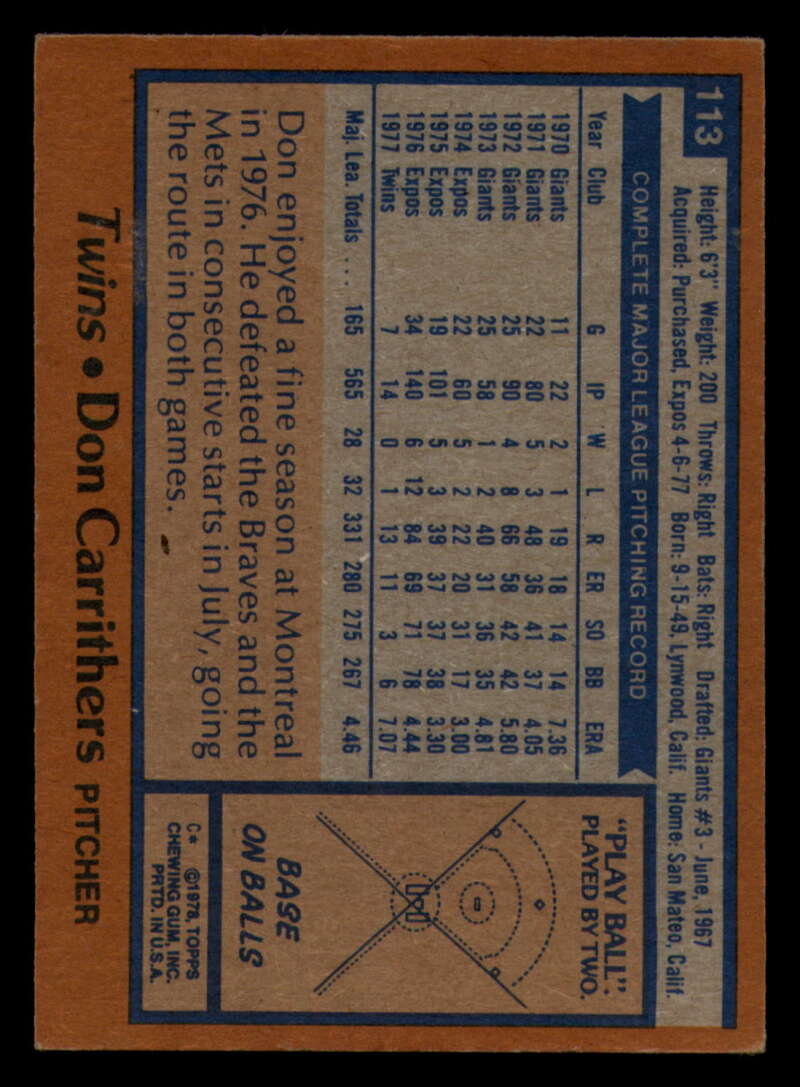 113
Height: 6'3" Weight: 200 Throws: Right Bats: Right Drafted: Giants #3 - June, 1967
Acquired: Purchased, Expos 4-6-77 Born: 9-15-49, Lynwood, Calif. Home: San Mateo, Calif.
COMPLETE MAJOR LEAGUE PITCHING RECORD
Year Club G IP W L R ER SO BB ERA
1970 Giants 11 22 2 1 19 18 14 14 7.36
1971 Giants 22 80 5 3 48 36 41 37 4.05
1972 Giants 25 90 4 8 66 58 42 42 5.80
1973 Giants 25 58 1 2 40 31 36 35 4.81
1974 Expos 22 60 5 2 22 20 31 17 3.00
1975 Expos 19 101 5 3 39 37 37 38 3.30
1976 Expos 34 140 6 12 84 69 71 78 4.44
1977 Twins 7 14 0 1 13 11 3 6 7.07
Maj. Lea. Totals ... 165 565 28 32 331 280 275 267 4.46
Don enjoyed a fine season at Montreal
in 1976. He defeated the Braves and the
Mets in consecutive starts in July, going
the route in both games.
"PLAY BALL":
PLAYED BY TWO.
BASE
ON BALLS
C* ©1978, TOPPS
CHEWING GUM, INC.
PRTD. IN U.S.A.
Twins • Don Carrithers PITCHER